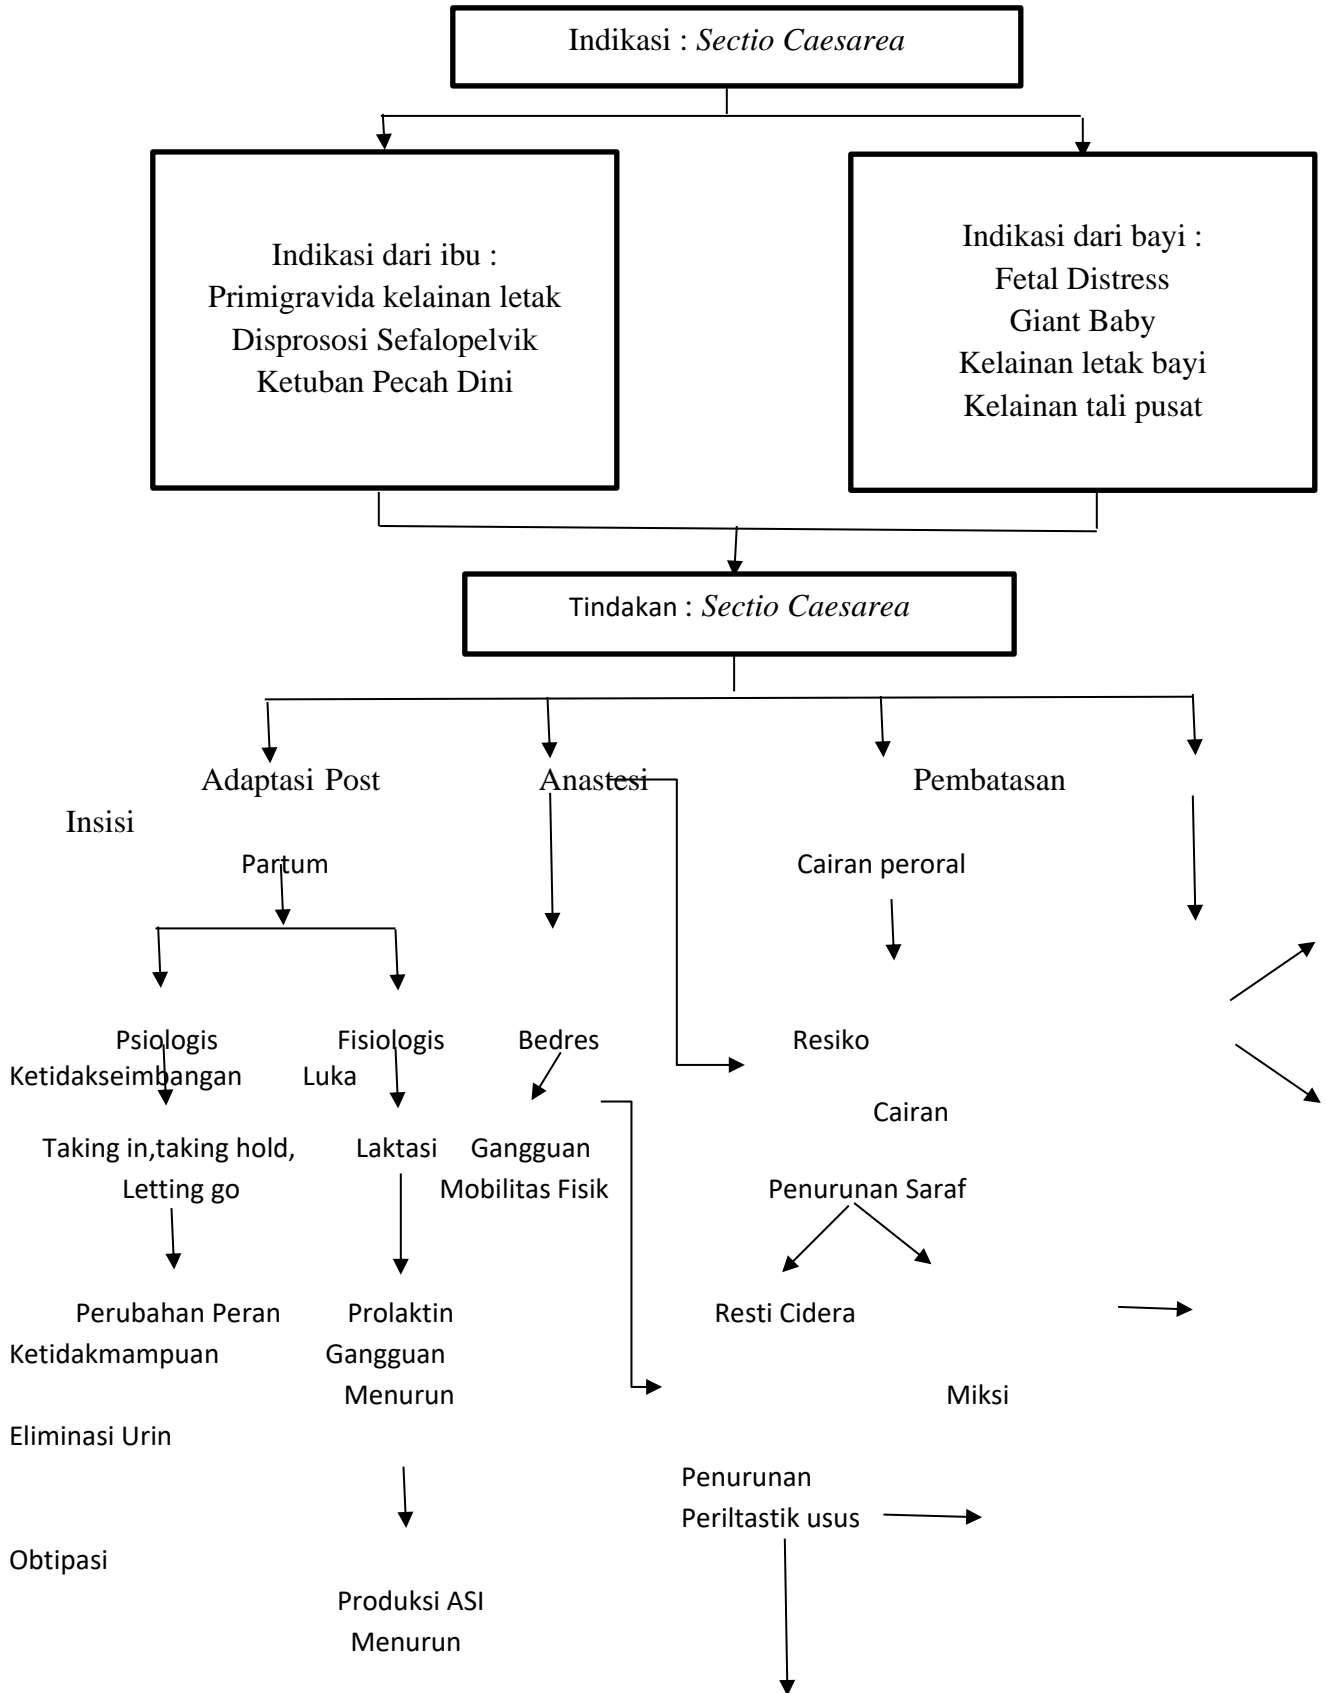 Indikasi : Sectio Caesarea
Indikasi dari ibu :
Primigravida kelainan letak
Disprososi Sefalopelvik
Ketuban Pecah Dini
Indikasi dari bayi :
Fetal Distress
Giant Baby
Kelainan letak bayi
Kelainan tali pusat
Tindakan : Sectio Caesarea
Adaptasi Post Anastesi Pembatasan
Insisi
Partum Cairan peroral
Psiologis Fisiologis Bedres Resiko
Ketidakseimbangan Luka
Cairan
Taking in,taking hold, Laktasi Gangguan
Letting go Mobilitas Fisik Penurunan Saraf
Perubahan Peran Prolaktin Resti Cidera
Ketidakmampuan Gangguan
Menurun Miksi
Eliminasi Urin
Penurunan
Periltastik usus
Obtipasi
Produksi ASI
Menurun